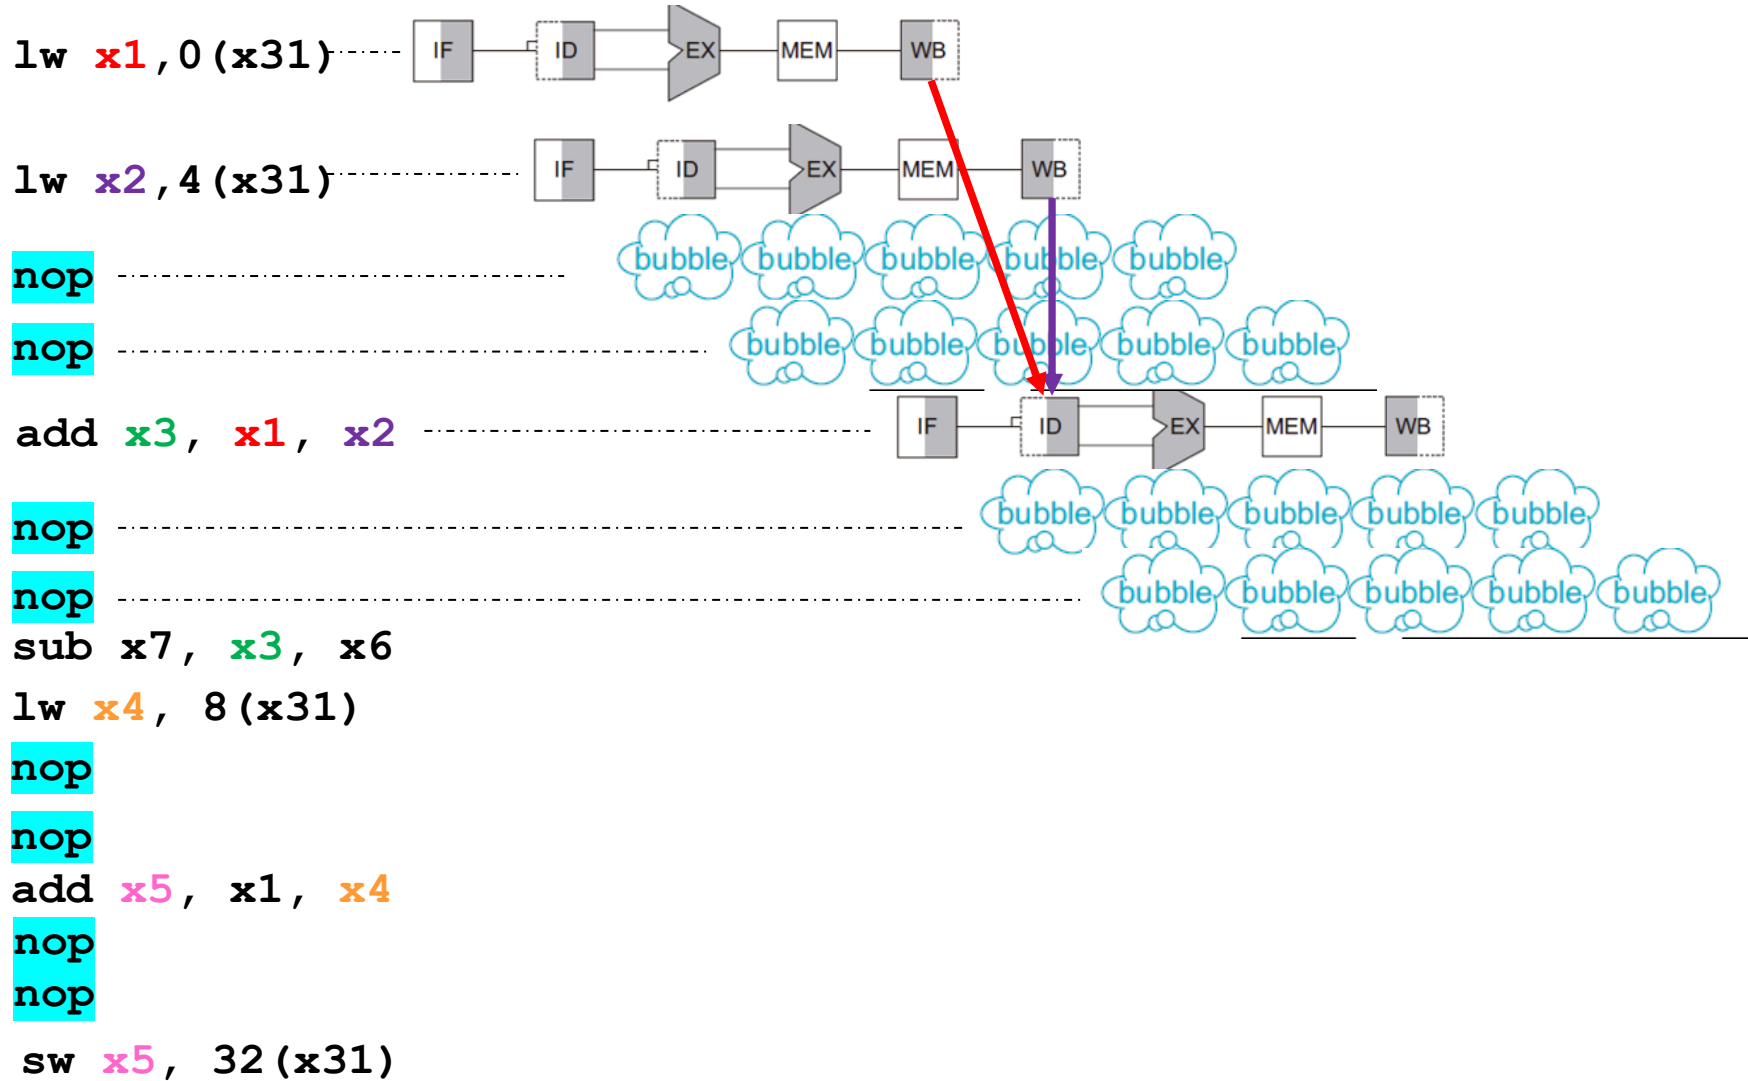 lw x1,0(x31) IF ID EX MEM WB
lw x2,4(x31) IF ID EX MEM WB
nop bubble bubble bubble bubble bubble
nop bubble bubble bubble bubble bubble
add x3, x1, x2 IF ID EX MEM WB
nop bubble bubble bubble bubble bubble
nop bubble bubble bubble bubble bubble
sub x7, x3, x6
lw x4, 8(x31)
nop
nop
add x5, x1, x4
nop
nop
sw x5, 32(x31)